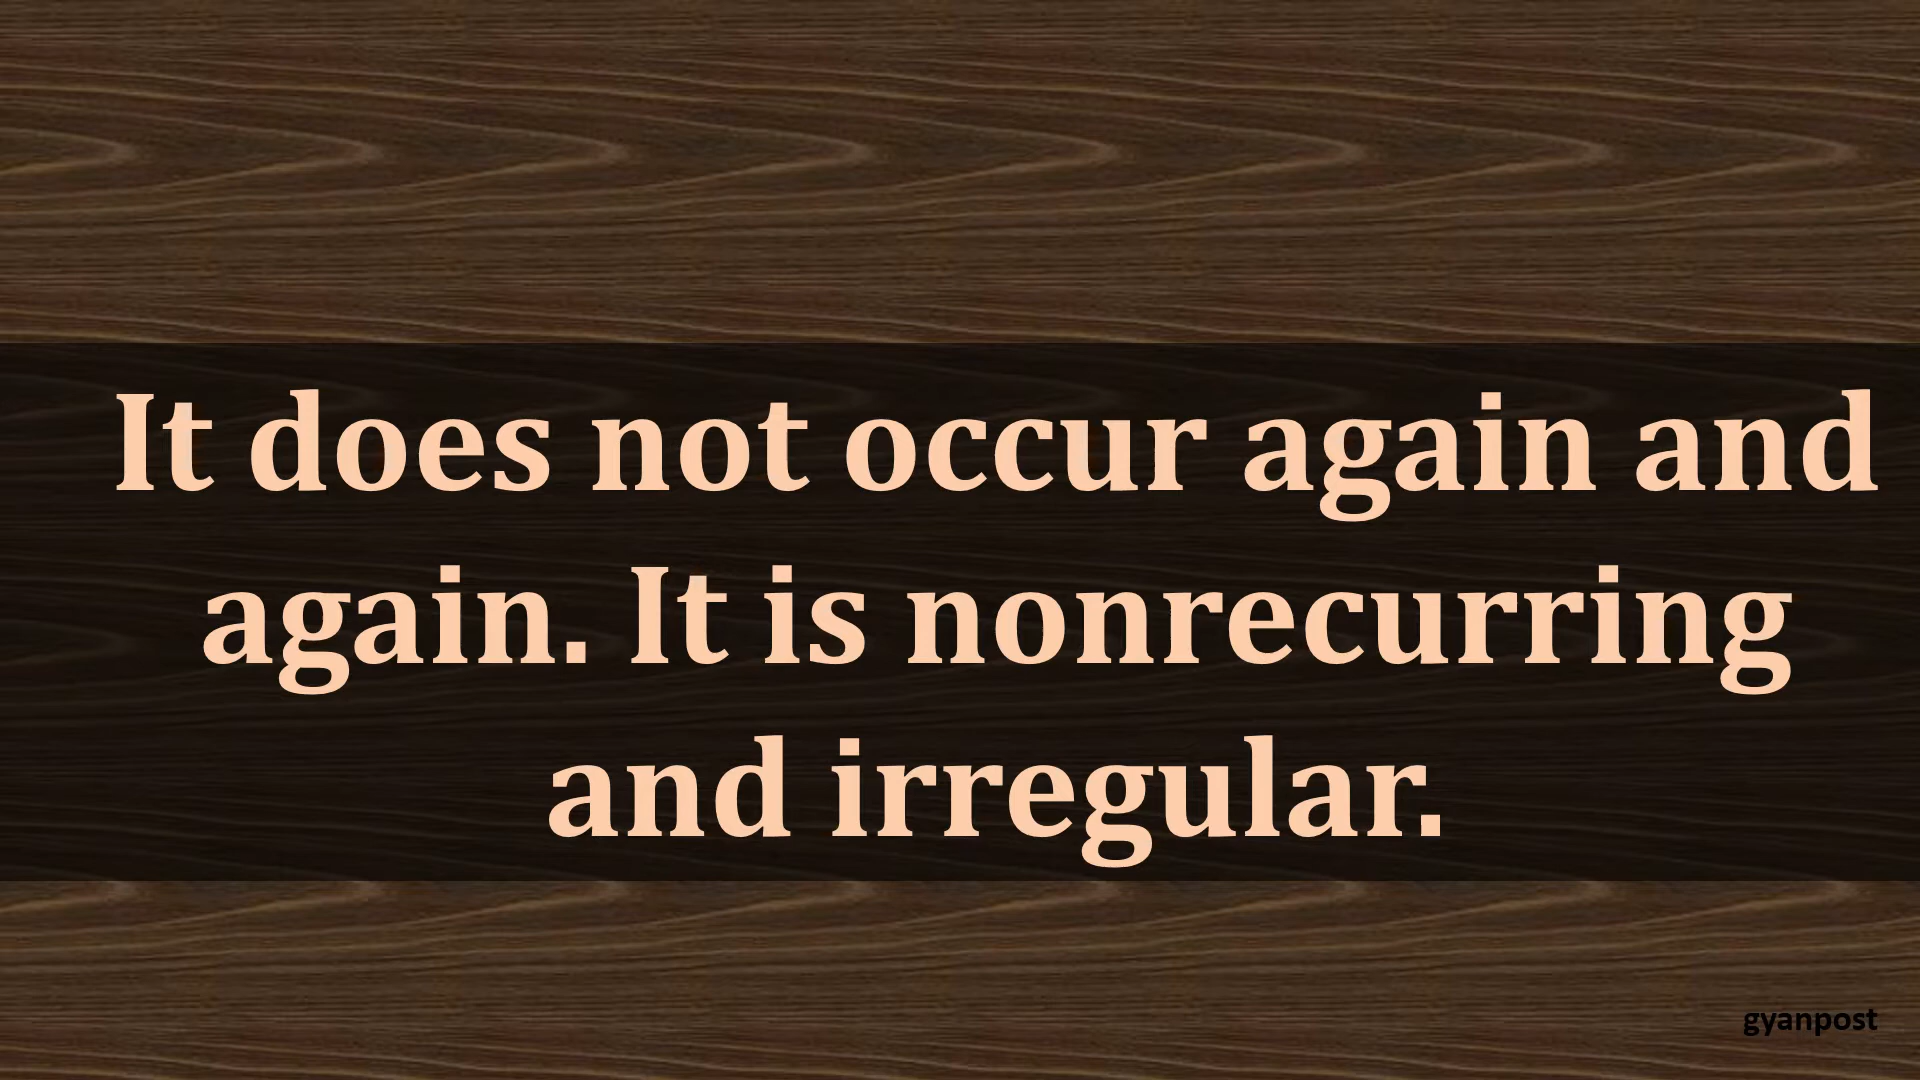 It does not occur again and
again. It is nonrecurring
and irregular.
gyanpost